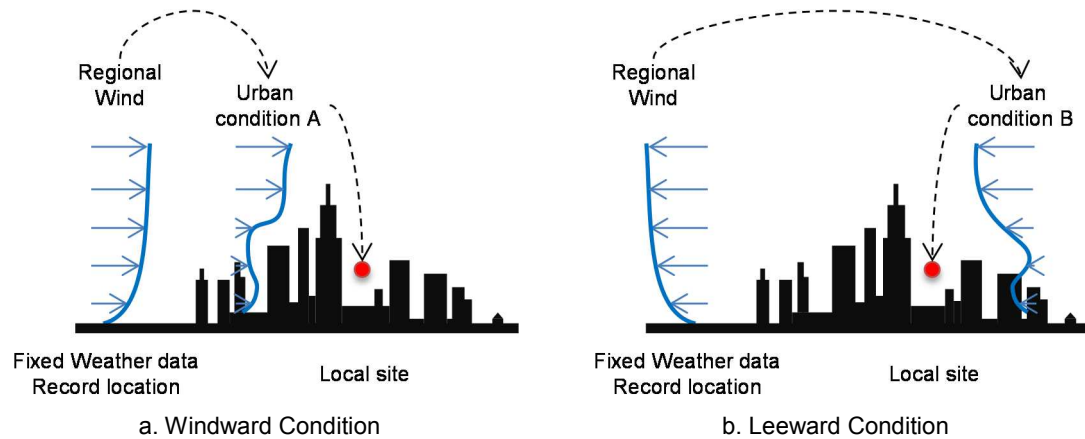 Regional
Wind
Urban
condition A
Fixed Weather data
Record location
Local site
a. Windward Condition
Regional
Wind
Urban
condition B
Fixed Weather data
Record location
Local site
b. Leeward Condition